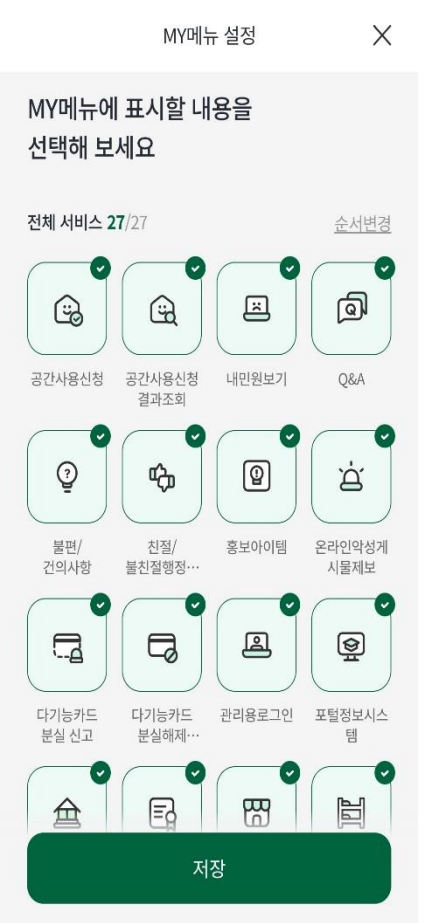 MY메뉴 설정
MY메뉴에 표시할 내용을
선택해 보세요
전체 서비스 27/27
순서변경
공간사용신청
공간사용신청
결과조회
내민원보기
Q&A
불편/
건의사항
친절/
불친절행정…
홍보아이템
온라인악성게
시물제보
다기능카드
분실 신고
다기능카드
분실해제…
관리용로그인
포털정보시스
템
저장